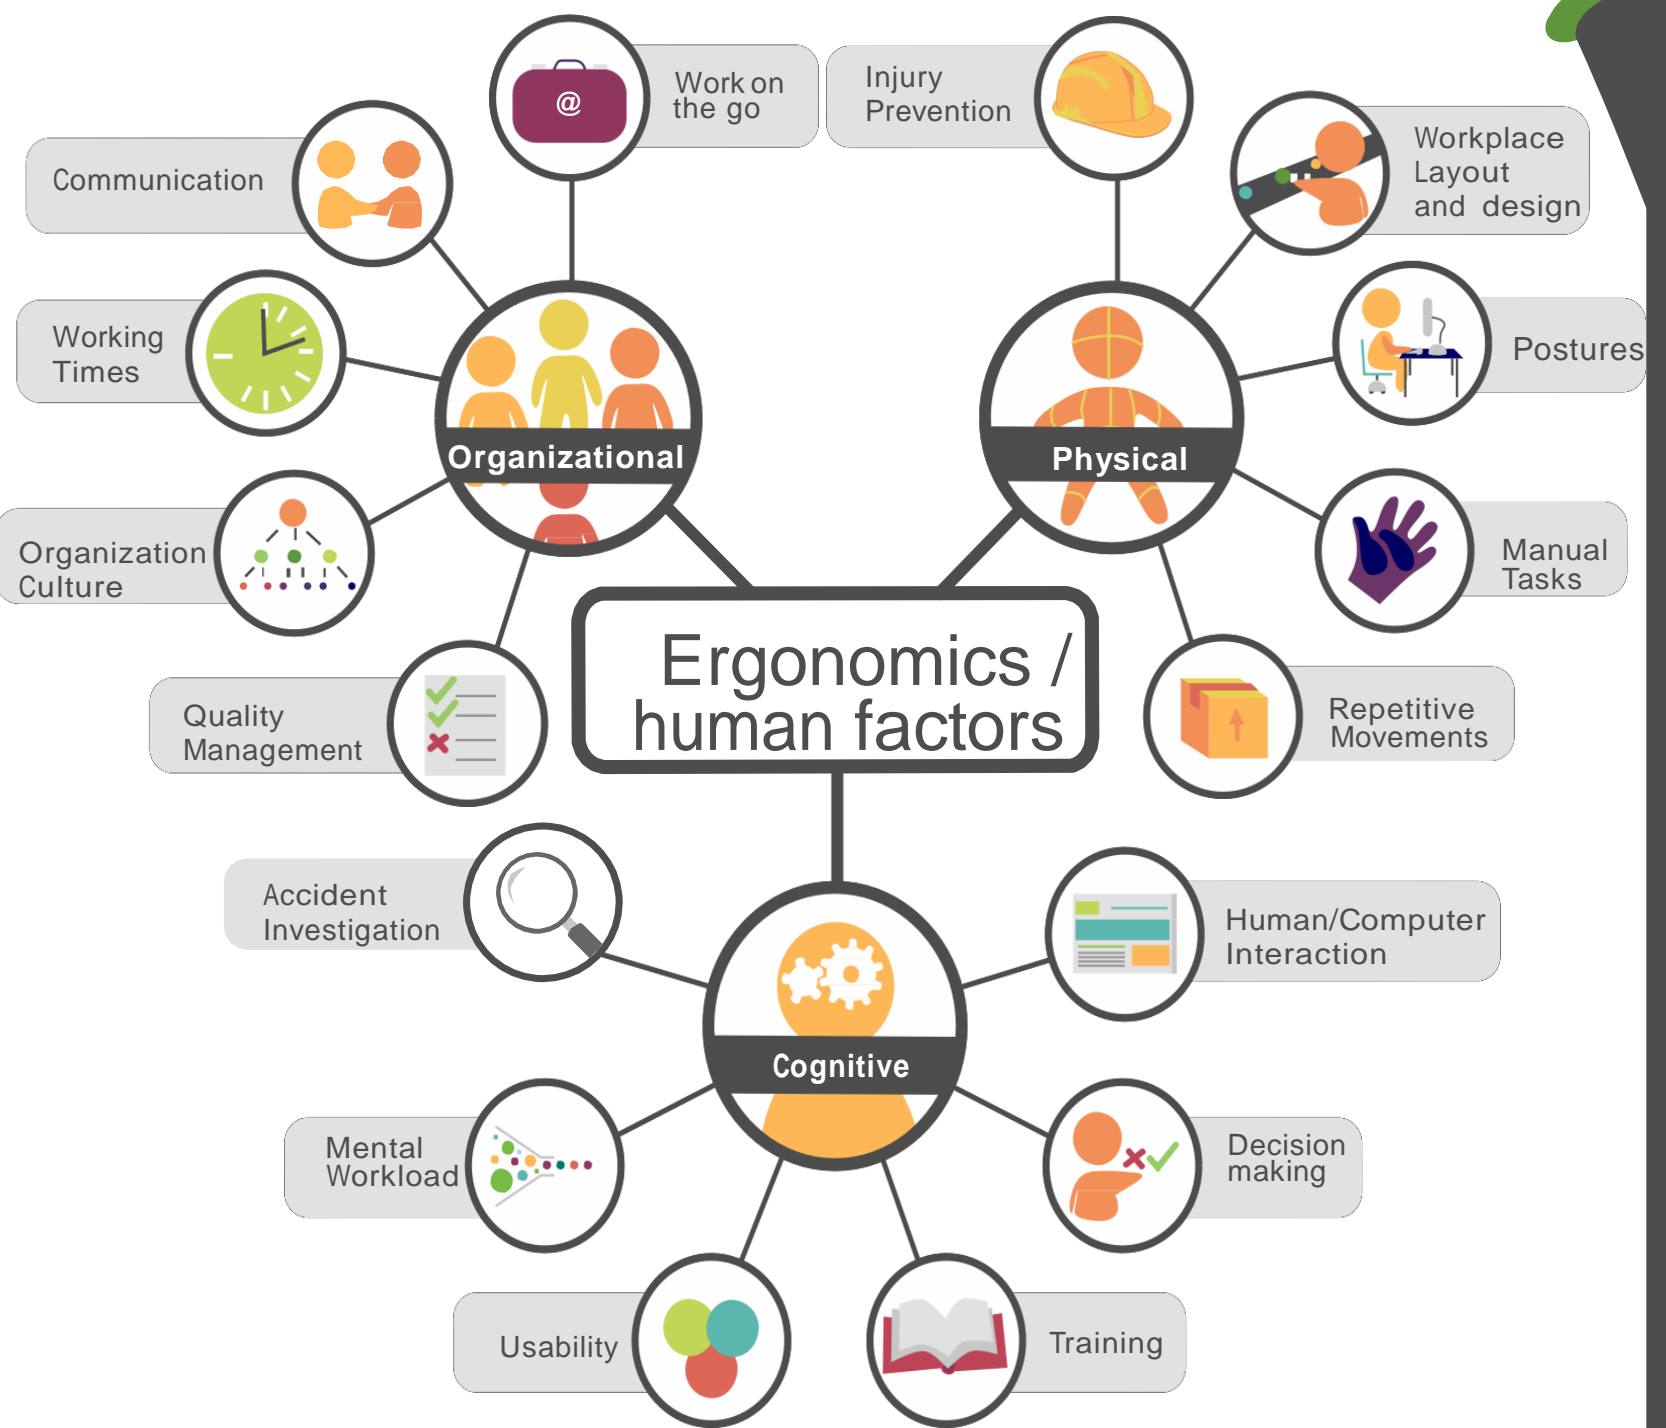 Work on
the go
@
Injury
Prevention
Communication
Workplace
Layout
and design
Working
Times
Postures
Organizational
Physical
Organization
Culture
Manual
Tasks
Ergonomics /
human factors
Quality
Management
Repetitive
Movements
Accident
Investigation
Human/Computer
Interaction
Cognitive
Mental
Workload
Decision
making
Usability
Training